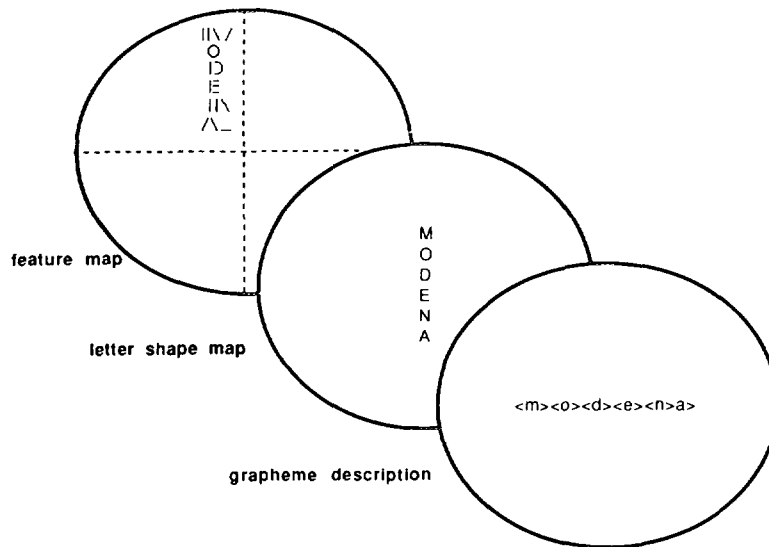 ||\/
O
|D
E
||\
/\_
feature map
M
O
D
E
N
A
letter shape map
<m><o><d><e><n>a>
grapheme description